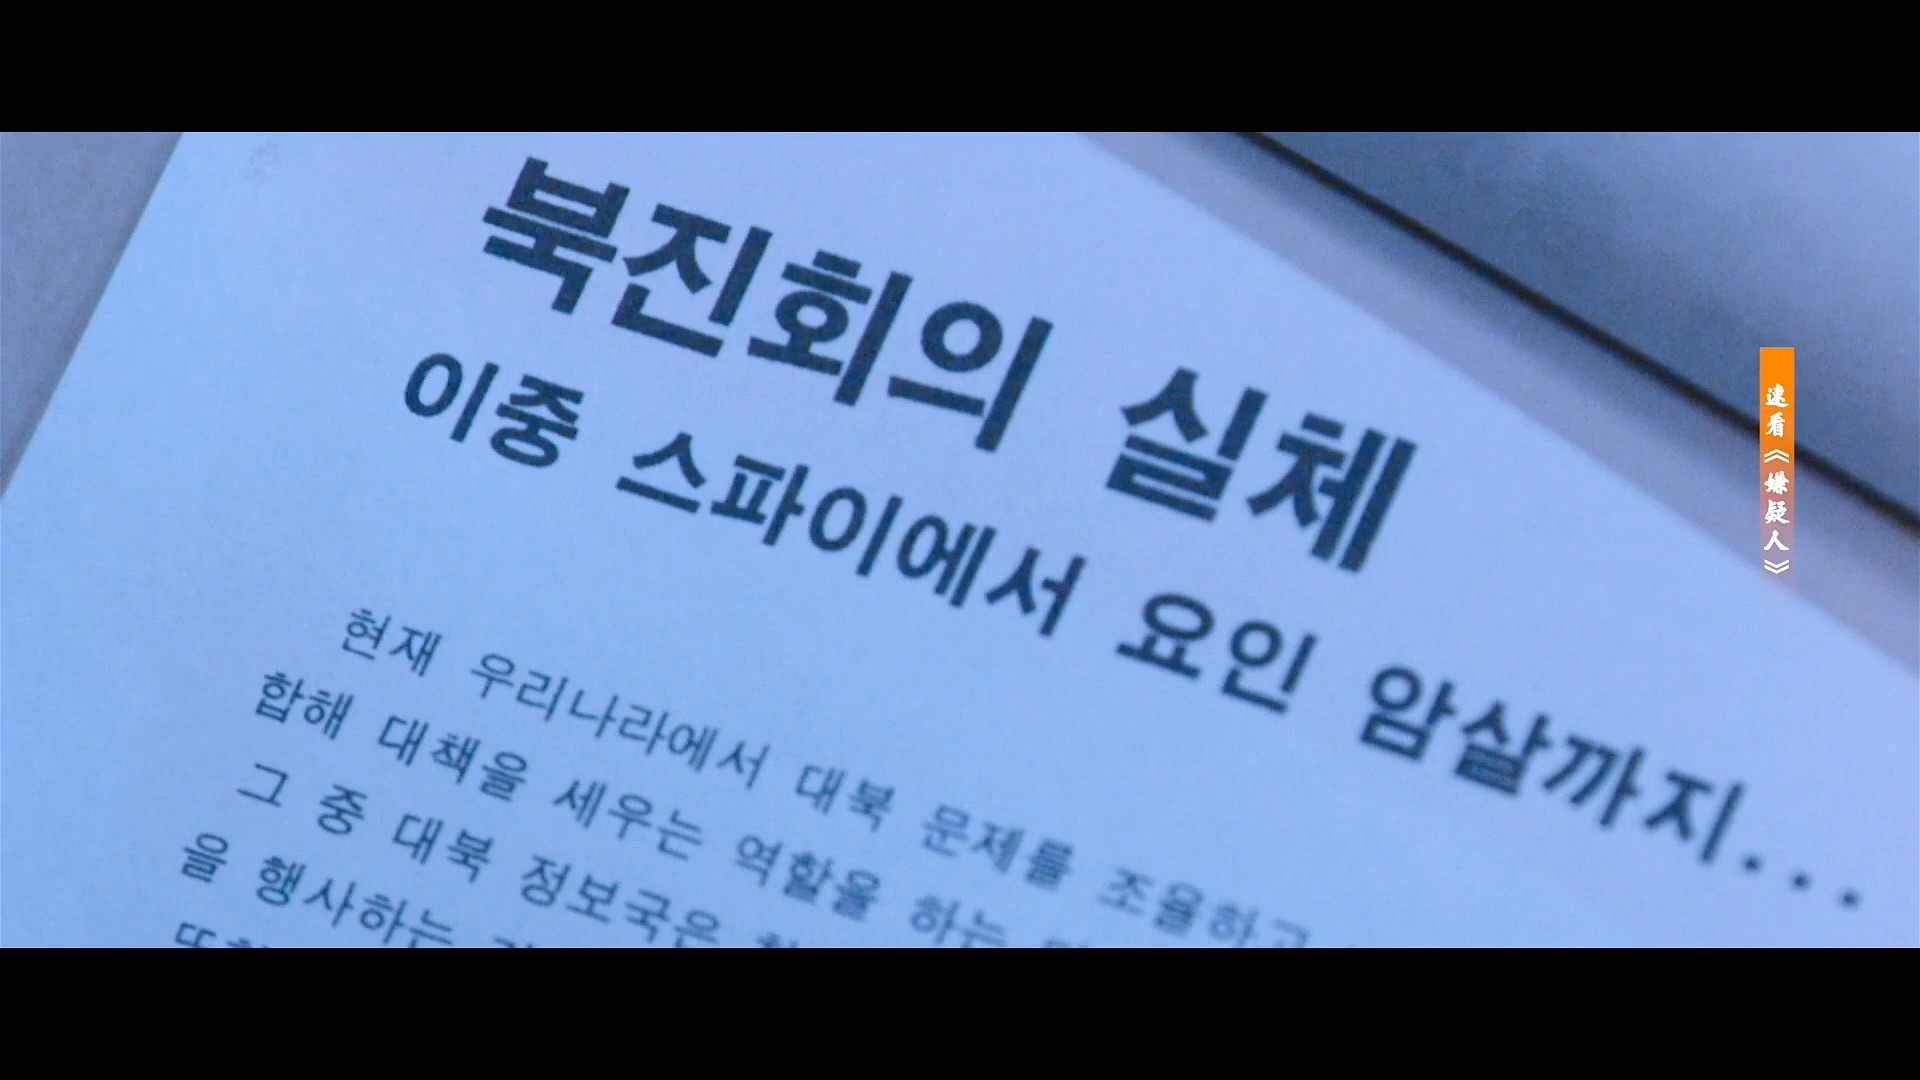 북진회의 실체
이중 스파이에서 요인 암살까지...
현재 우리나라에서 대북 문제를 조율하고
합해 대책을 세우는 역할을 하는
그 중 대북 정보국은
을 행사하는
速看《嫌疑人》